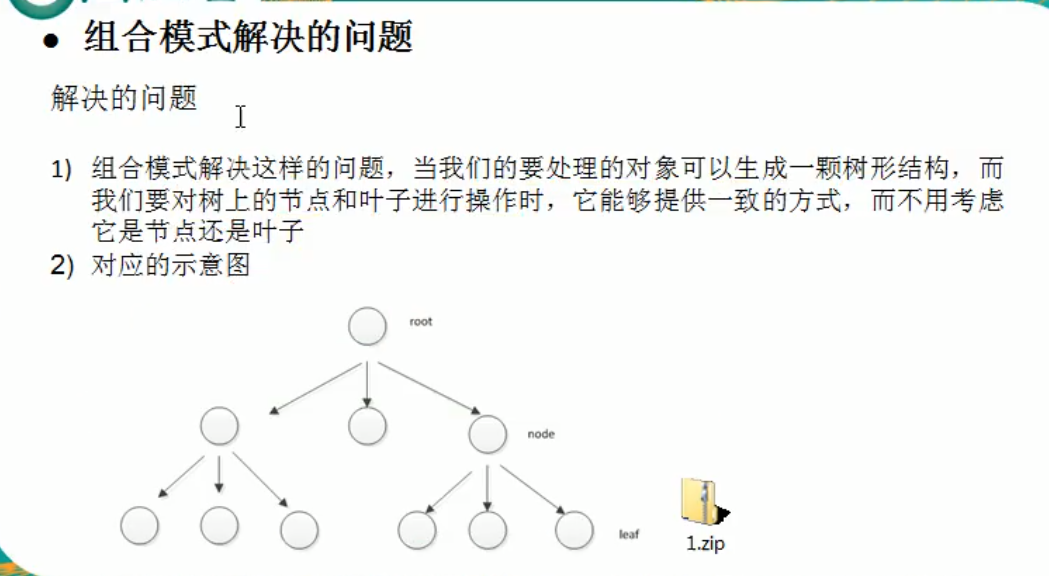 ● 组合模式解决的问题
解决的问题
1) 组合模式解决这样的问题，当我们的要处理的对象可以生成一颗树形结构，而
我们要对树上的节点和叶子进行操作时，它能够提供一致的方式，而不用考虑
它是节点还是叶子
2) 对应的示意图
root
node
leaf
1.zip